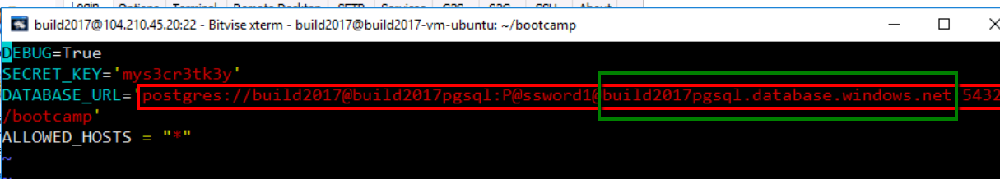 Login Options Terminal Remote Desktop SFTP Services C2S S2C SSH About
build2017@104.210.45.20:22 - Bitvise xterm - build2017@build2017-vm-ubuntu: ~/bootcamp
DEBUG=True
SECRET_KEY='mys3cr3tk3y'
DATABASE_URL='postgres://build2017@build2017pgsql:P@ssword1@build2017pgsql.database.windows.net:5432
/bootcamp'
ALLOWED_HOSTS = "*"
~
~